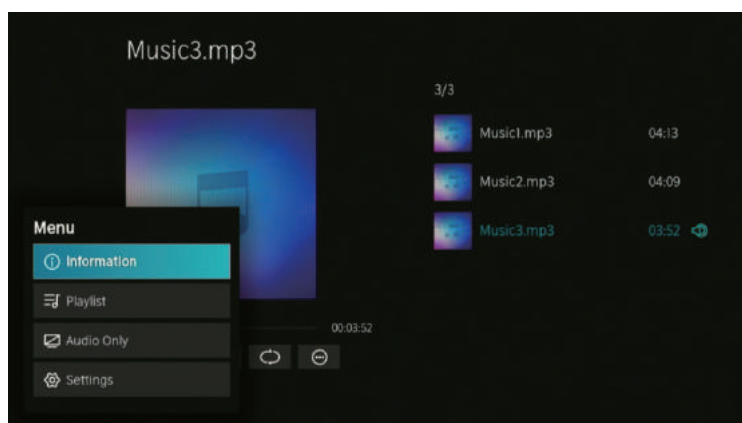 Music3.mp3
3/3
Music1.mp3 04:13
Music2.mp3 04:09
Music3.mp3 03:52
Menu
Information
Playlist
Audio Only
Settings
00:03:52